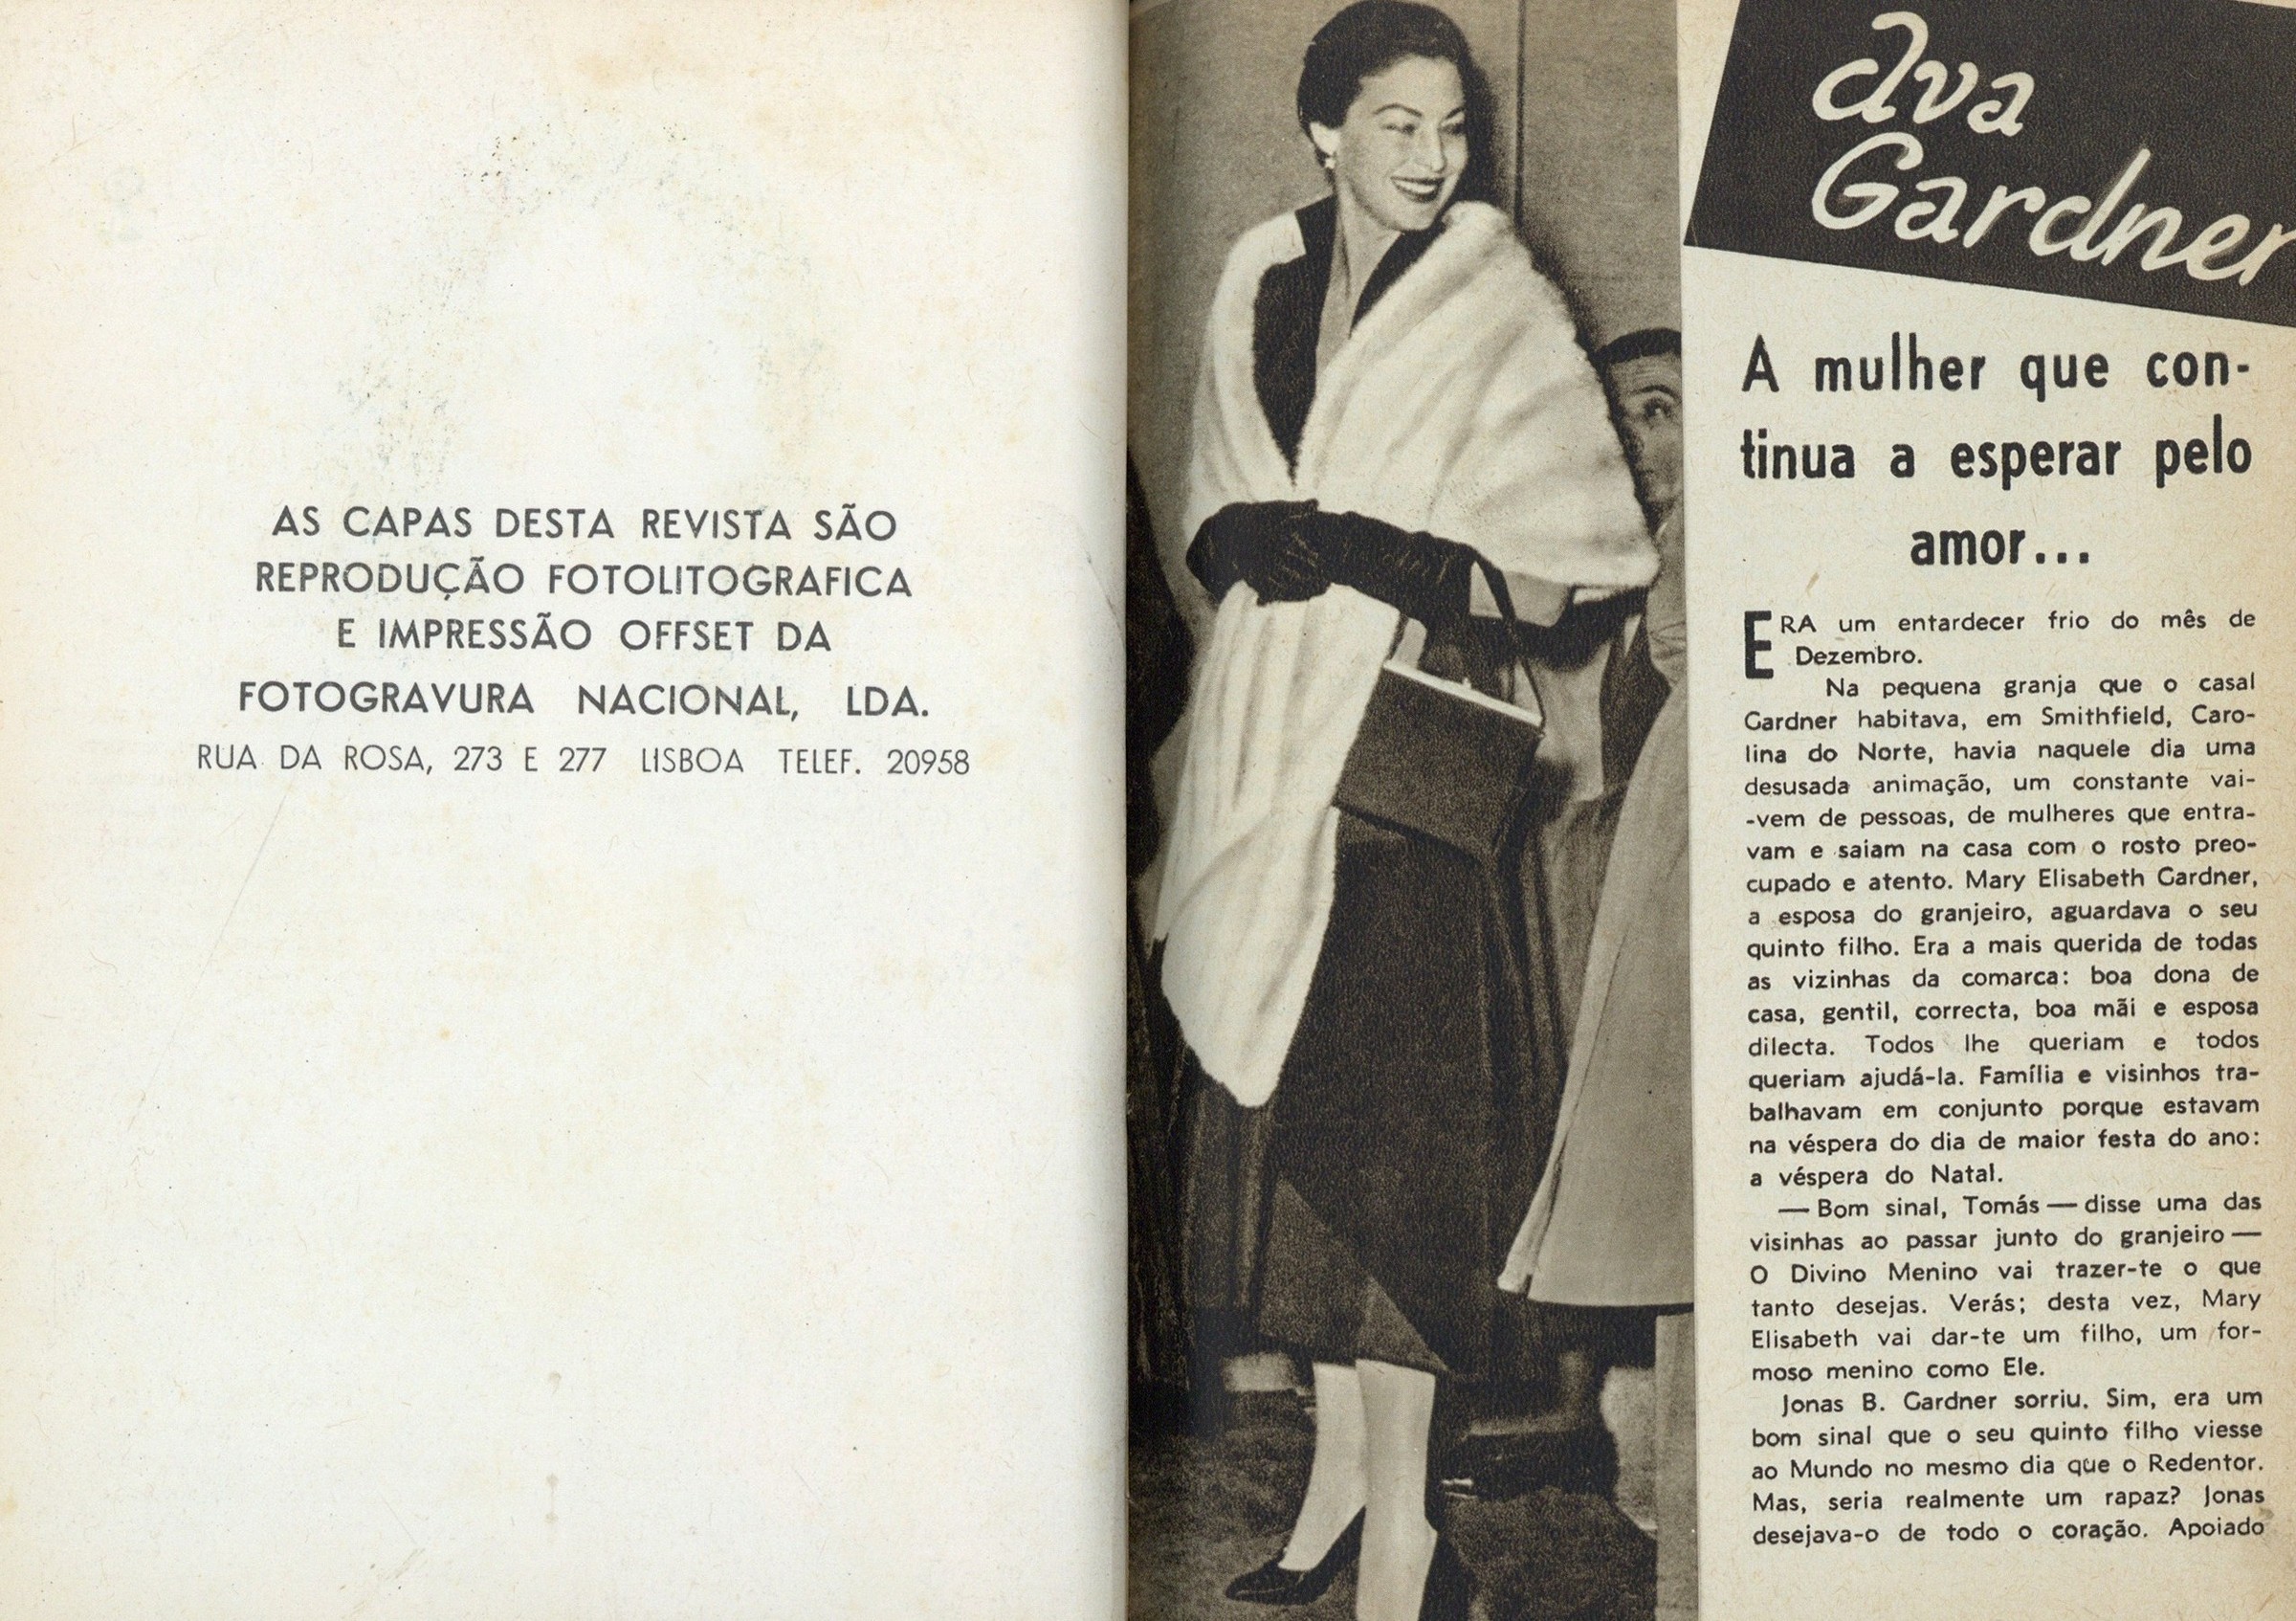 AS CAPAS DESTA REVISTA SÃO
REPRODUÇÃO FOTOLITOGRAFICA
E IMPRESSÃO OFFSET DA
FOTOGRAVURA NACIONAL, LDA.
RUA DA ROSA, 273 E 277 LISBOA TELEF. 20958
Ava
Gardner
A mulher que con-
tinua a esperar pelo
amor...
ERA um entardecer frio do mês de
Dezembro.
Na pequena granja que o casal
Gardner habitava, em Smithfield, Caro-
lina do Norte, havia naquele dia uma
desusada animação, um constante vai-
-vem de pessoas, de mulheres que entra-
vam e saiam na casa com o rosto preo-
cupado e atento. Mary Elisabeth Gardner,
a esposa do granjeiro, aguardava o seu
quinto filho. Era a mais querida de todas
as vizinhas da comarca: boa dona de
casa, gentil, correcta, boa mãi e esposa
dilecta. Todos lhe queriam e todos
queriam ajudá-la. Família e visinhos tra-
balhavam em conjunto porque estavam
na véspera do dia de maior festa do ano:
a véspera do Natal.
— Bom sinal, Tomás — disse uma das
visinhas ao passar junto do granjeiro —
O Divino Menino vai trazer-te o que
tanto desejas. Verás; desta vez, Mary
Elisabeth vai dar-te um filho, um for-
moso menino como Ele.
Jonas B. Gardner sorriu. Sim, era um
bom sinal que o seu quinto filho viesse
ao Mundo no mesmo dia que o Redentor.
Mas, seria realmente um rapaz? Jonas
desejava-o de todo o coração. Apoiado